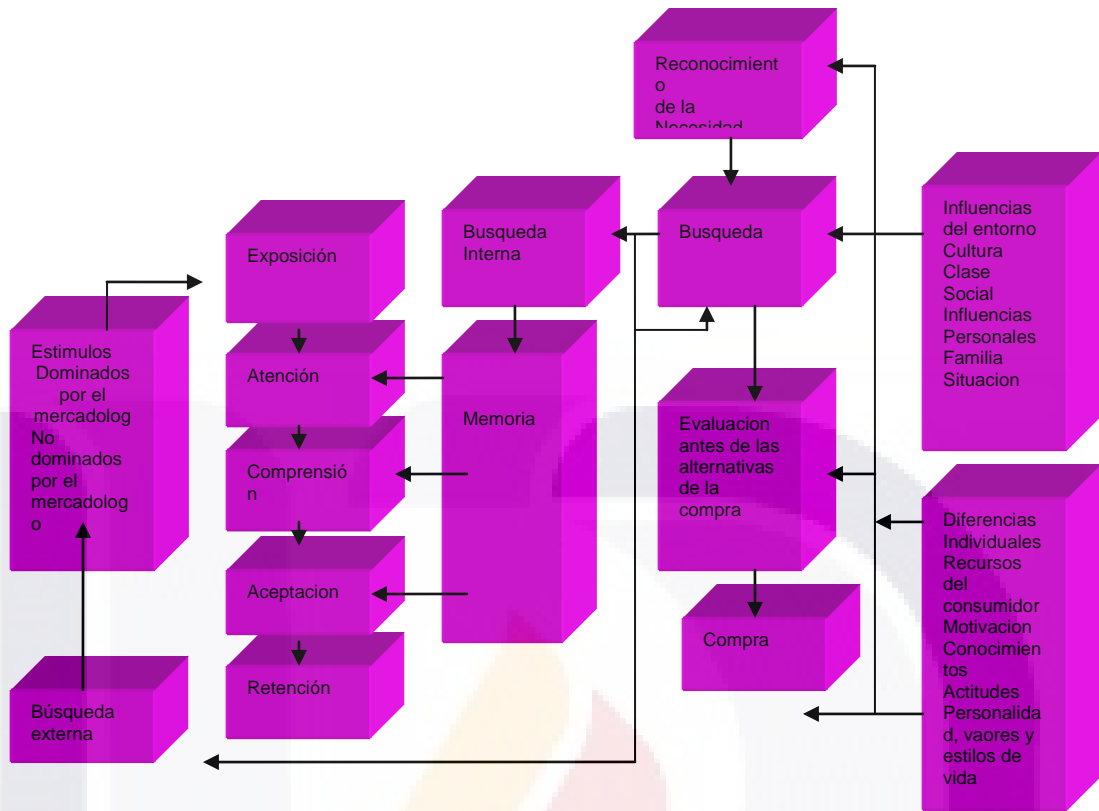 Reconocimient
o
de la
Necesidad
Influencias
del entorno
Cultura
Clase
Social
Influencias
Personales
Familia
Situacion
Busqueda
Interna
Busqueda
Exposición
Estimulos
Dominados
por el
mercadolog
No
dominados
por el
mercadolog
o
Atención
Memoria
Evaluacion
antes de las
alternativas
de la
compra
Comprensió
n
Diferencias
Individuales
Recursos
del
consumidor
Motivacion
Conocimien
tos
Actitudes
Personalida
d, vaores y
estilos de
vida
Aceptacion
Compra
Retención
Búsqueda
externa